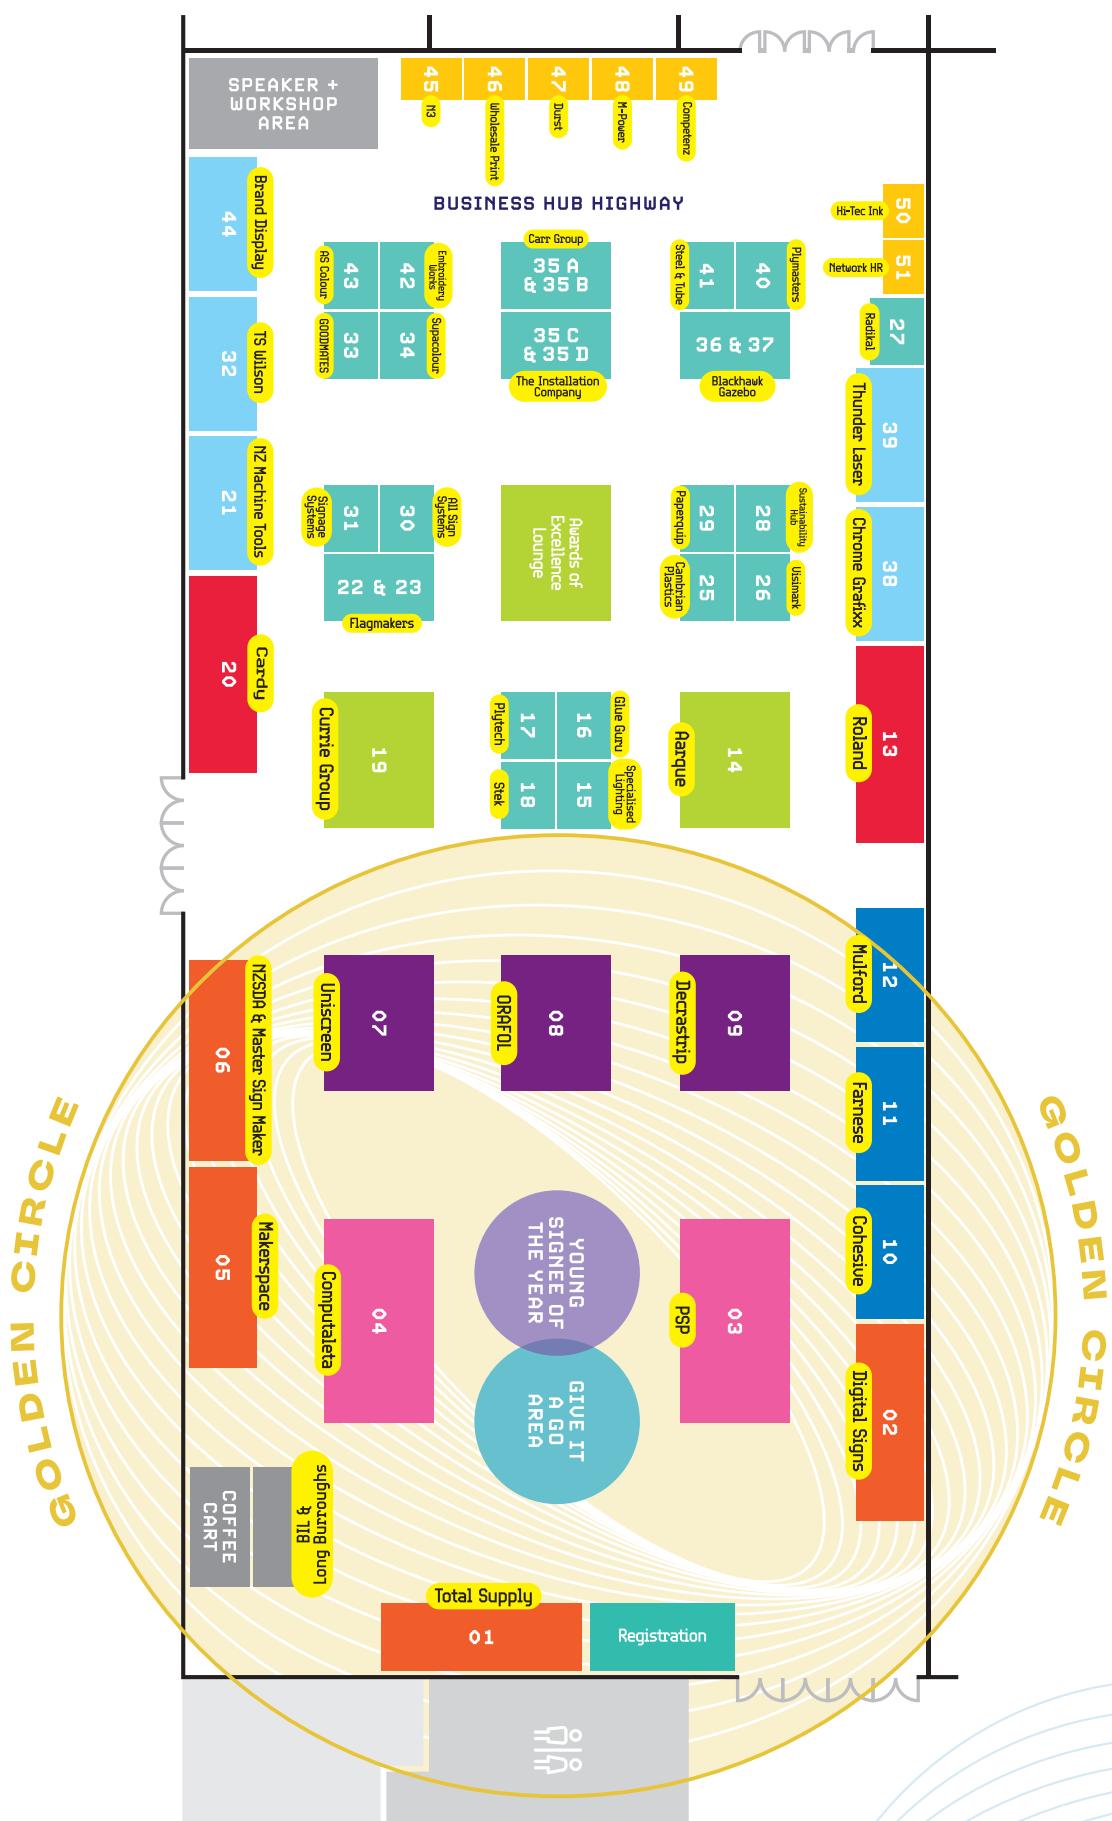 SPEAKER +
WORKSHOP
AREA
45
N3
46
Wholesale Print
47
Durst
48
M-Power
49
Competenz
BUSINESS HUB HIGHWAY
50
Hi-Tec Ink
51
Network HR
44
Brand Display
43
AS Colour
42
Embroidery
Works
Carr Group
35 A
& 35 B
41
Steel & Tube
40
Plymasters
27
Radikal
32
TS Wilson
33
GOODMATES
34
Supacolour
35 C
& 35 D
The Installation
Company
36 & 37
Blackhawk
Gazebo
39
Thunder Laser
21
NZ Machine Tools
31
Signage
Systems
30
All Sign
Systems
22 & 23
Flagmakers
Awards of
Excellence
Lounge
29
Paperquip
28
Sustainability
Hub
25
Cambrian
Plastics
26
Visimark
38
Chrome Grafixx
20
Cardy
19
Currie Group
17
Plytech
16
Glue Guru
18
Stek
15
Specialised
Lighting
14
Aarque
13
Roland
12
Mulford
06
NZSDA & Master Sign Maker
07
Uniscreen
08
ORAFOL
09
Decrastrip
11
Farnese
GOLDEN CIRCLE
GOLDEN CIRCLE
05
Makerspace
04
Computaleta
YOUNG
SIGNEE OF
THE YEAR
GIVE IT
A GO
AREA
03
PSP
10
Cohesive
02
Digital Signs
COFFEE
CART
Long Burroughs
&
BIL
Total Supply
01
Registration